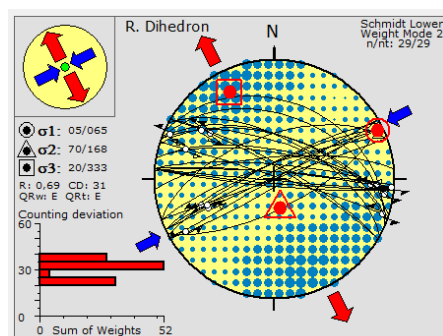 R. Dihedron
N
Schmidt Lower
Weight Mode 2
n/nt: 29/29
σ1: 05/065
σ2: 70/168
σ3: 20/333
R: 0,69 CD: 31
QRw: E QRt: E
Counting deviation
60
30
0
0 Sum of Weights 52